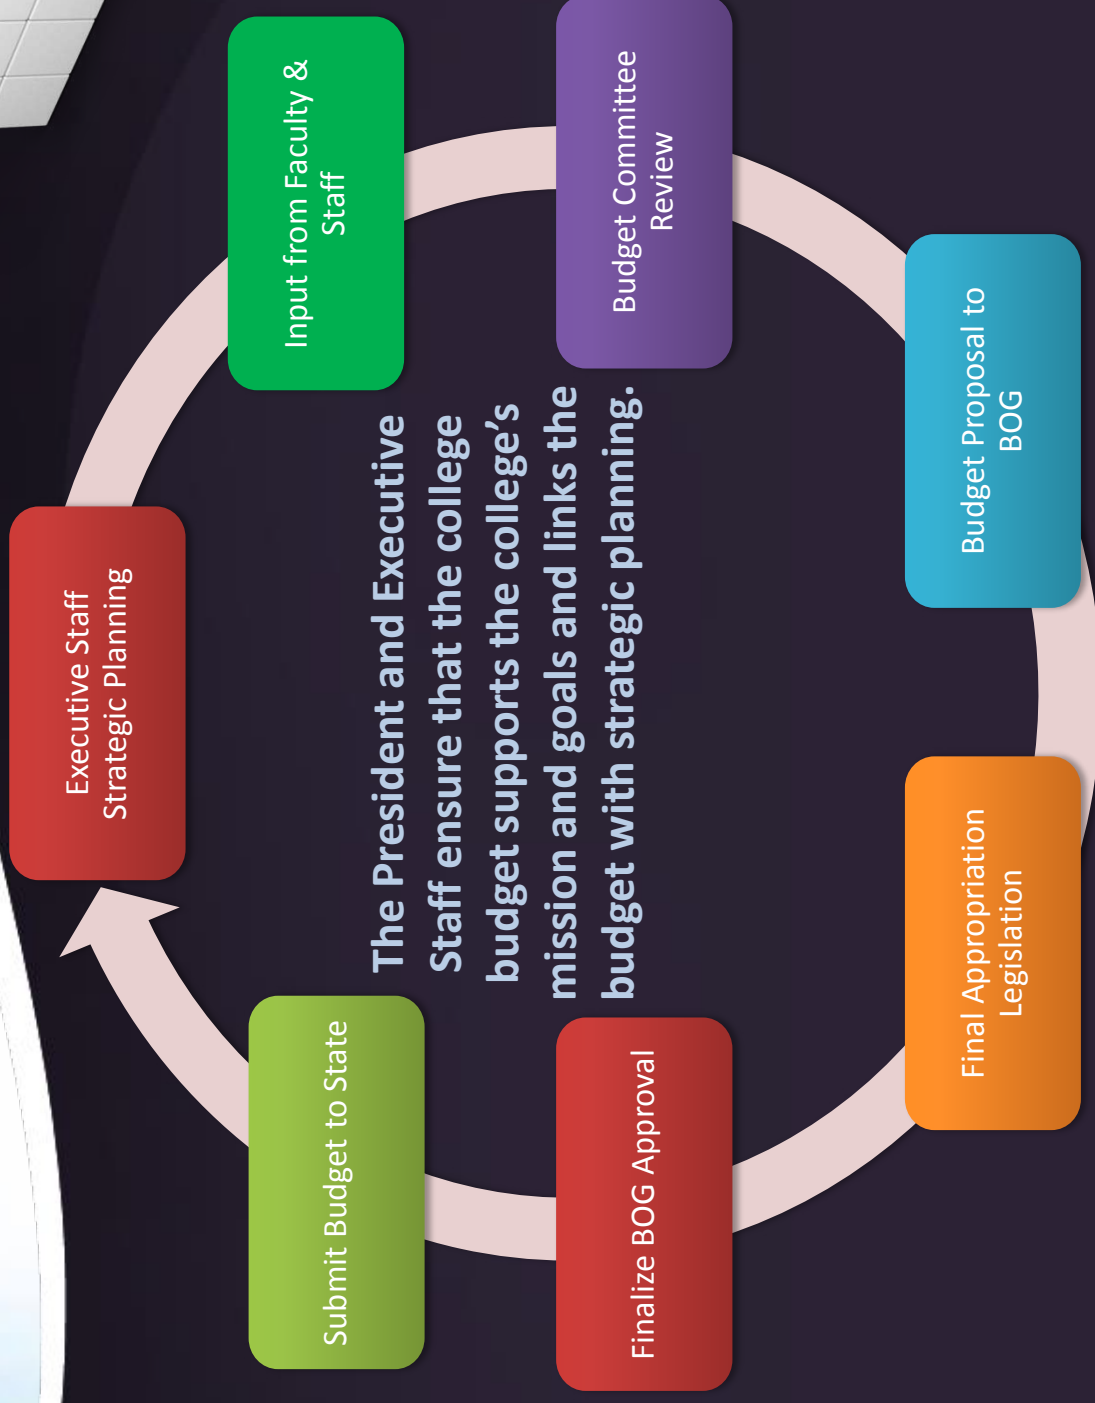 Executive Staff
Strategic Planning
Input from Faculty &
Staff
Budget Committee
Review
Budget Proposal to
BOG
Final Appropriation
Legislation
Finalize BOG Approval
Submit Budget to State
The President and Executive
Staff ensure that the college
budget supports the college’s
mission and goals and links the
budget with strategic planning.